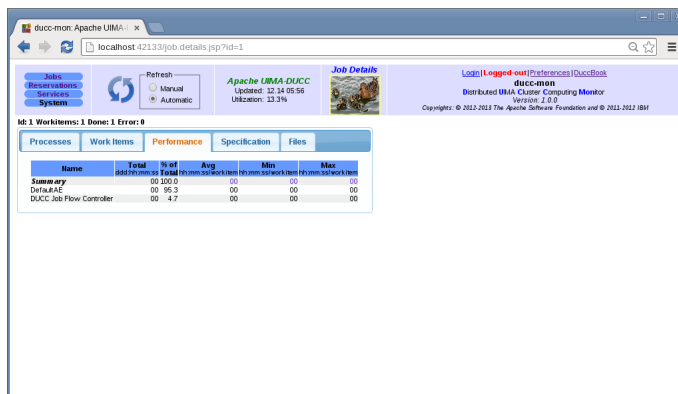 ducc-mon: Apache UIMA-
localhost:42133/job.details.jsp?id=1
Jobs
Reservations
Services
System
Refresh
Manual
Automatic
Apache UIMA-DUCC
Updated: 12.14 05:56
Utilization: 13.3%
Job Details
Login|Logged-out|Preferences|DuccBook
ducc-mon
Distributed UIMA Cluster Computing Monitor
Version: 1.0.0
Copyrights: © 2012-2013 The Apache Software Foundation and © 2011-2012 IBM
Id: 1 Workitems: 1 Done: 1 Error: 0
Processes Work Items Performance Specification Files
Name Total % of Avg Min Max
ddd:hh:mm:ss Total hh:mm:ss/workitem hh:mm:ss/workitem hh:mm:ss/workitem
Summary 00 100.0 00 00 00
DefaultAE 00 95.3 00 00 00
DUCC Job Flow Controller 00 4.7 00 00 00